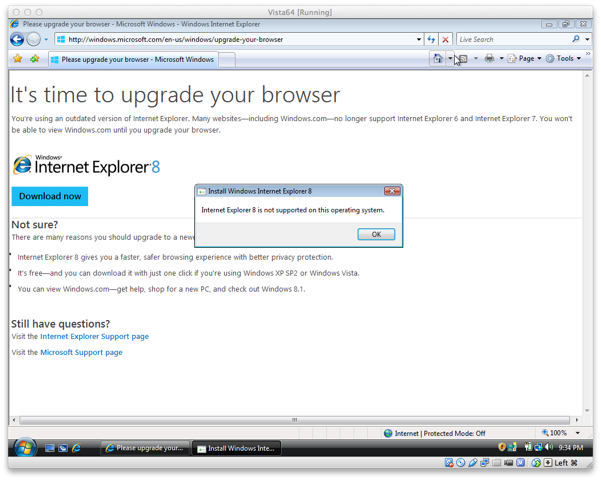 Vista64 [Running]
Please upgrade your browser - Microsoft Windows - Windows Internet Explorer
http://windows.microsoft.com/en-us/windows/upgrade-your-browser
Live Search
Please upgrade your browser - Microsoft Windows
Page
Tools
It's time to upgrade your browser
You're using an outdated version of Internet Explorer. Many websites—including Windows.com—no longer support Internet Explorer 6 and Internet Explorer 7. You won't
be able to view Windows.com until you upgrade your browser.
Windows
Internet Explorer 8
Download now
Install Windows Internet Explorer 8
Internet Explorer 8 is not supported on this operating system.
OK
Not sure?
There are many reasons you should upgrade to a newe
Internet Explorer 8 gives you a faster, safer browsing experience with better privacy protection.
It's free—and you can download it with just one click if you're using Windows XP SP2 or Windows Vista.
You can view Windows.com—get help, shop for a new PC, and check out Windows 8.1.
Still have questions?
Visit the Internet Explorer Support page
Visit the Microsoft Support page
Internet | Protected Mode: Off
100%
Please upgrade your...
Install Windows Inte...
9:34 PM
Left ⌘